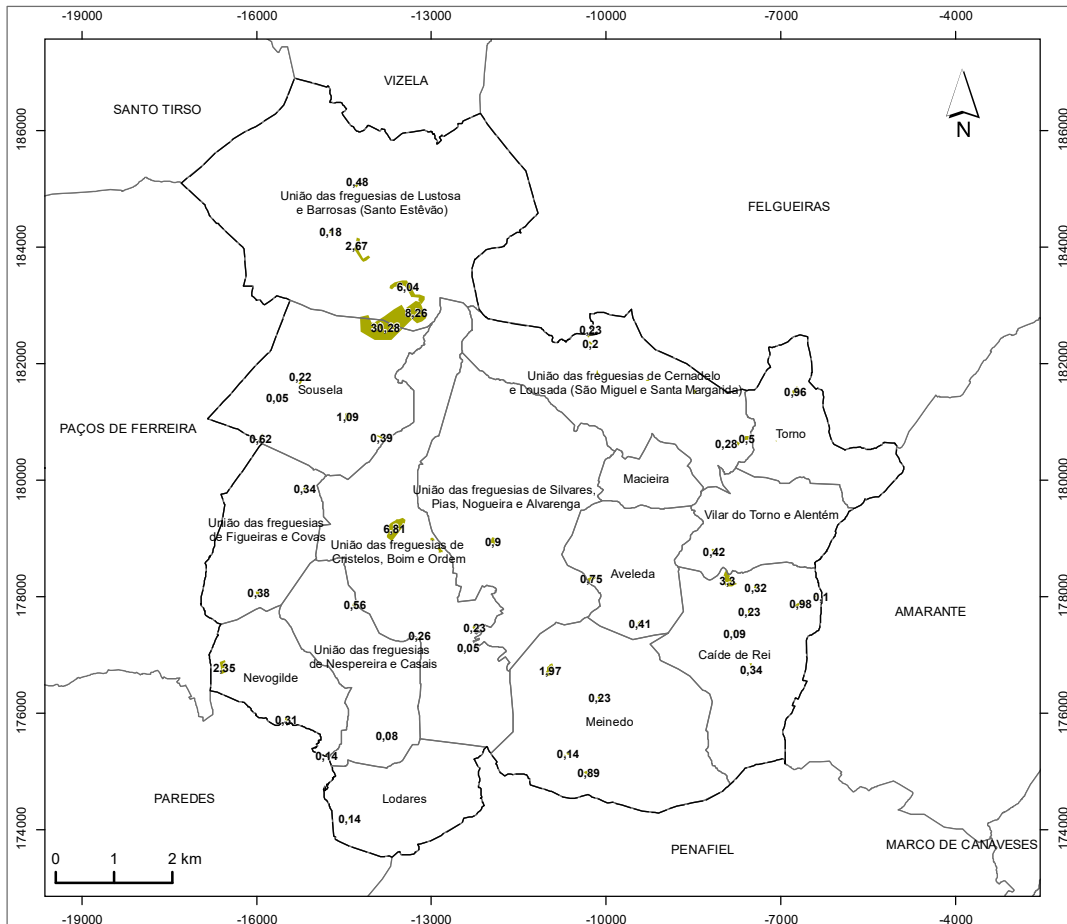 -19000
-16000
-13000
-10000
-7000
-4000
VIZELA
SANTO TIRSO
N
186000
186000
0,48
União das freguesias de Lustosa
e Barrosas (Santo Estêvão)
FELGUEIRAS
0,18
2,67
184000
184000
6,04
8,26
30,28
0,23
0,2
182000
182000
0,22
Sousela
União das freguesias de Cernadelo
e Lousada (São Miguel e Santa Margarida)
0,05
0,96
1,09
PAÇOS DE FERREIRA
0,62
0,39
Torno
0,28
0,5
180000
180000
0,34
Macieira
União das freguesias de Silvares,
Pias, Nogueira e Alvarenga
Vilar do Torno e Alentém
União das freguesias
de Figueiras e Covas
6,81
União das freguesias de
Cristelos, Boim e Ordem
0,9
0,42
Aveleda
0,75
3,3
0,32
178000
178000
0,38
0,56
0,98
0,1
AMARANTE
0,23
0,41
0,23
0,26
0,09
0,05
União das freguesias
de Nespereira e Casais
Caíde de Rei
2,35
Nevogilde
1,97
0,34
0,23
176000
176000
0,31
Meinedo
0,08
0,14
0,14
0,89
PAREDES
Lodares
174000
174000
0,14
PENAFIEL
MARCO DE CANAVESES
0
1
2 km
-19000
-16000
-13000
-10000
-7000
-4000